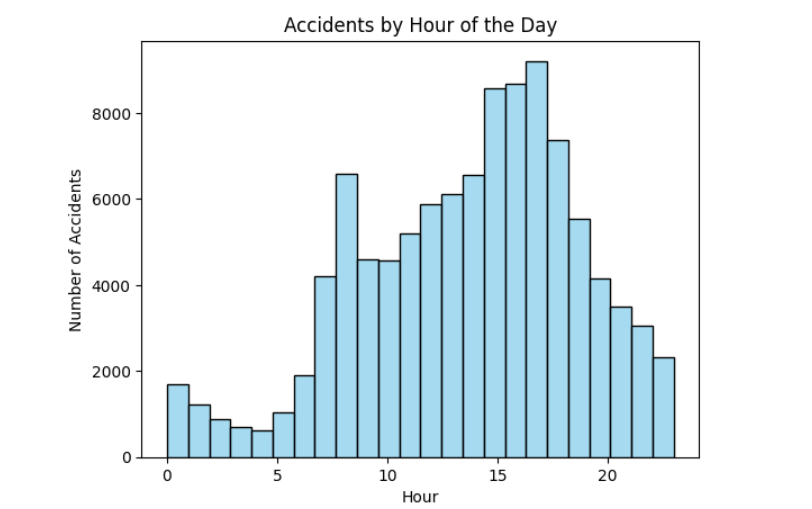 Accidents by Hour of the Day
8000
6000
4000
2000
0
Number of Accidents
0 5 10 15 20
Hour